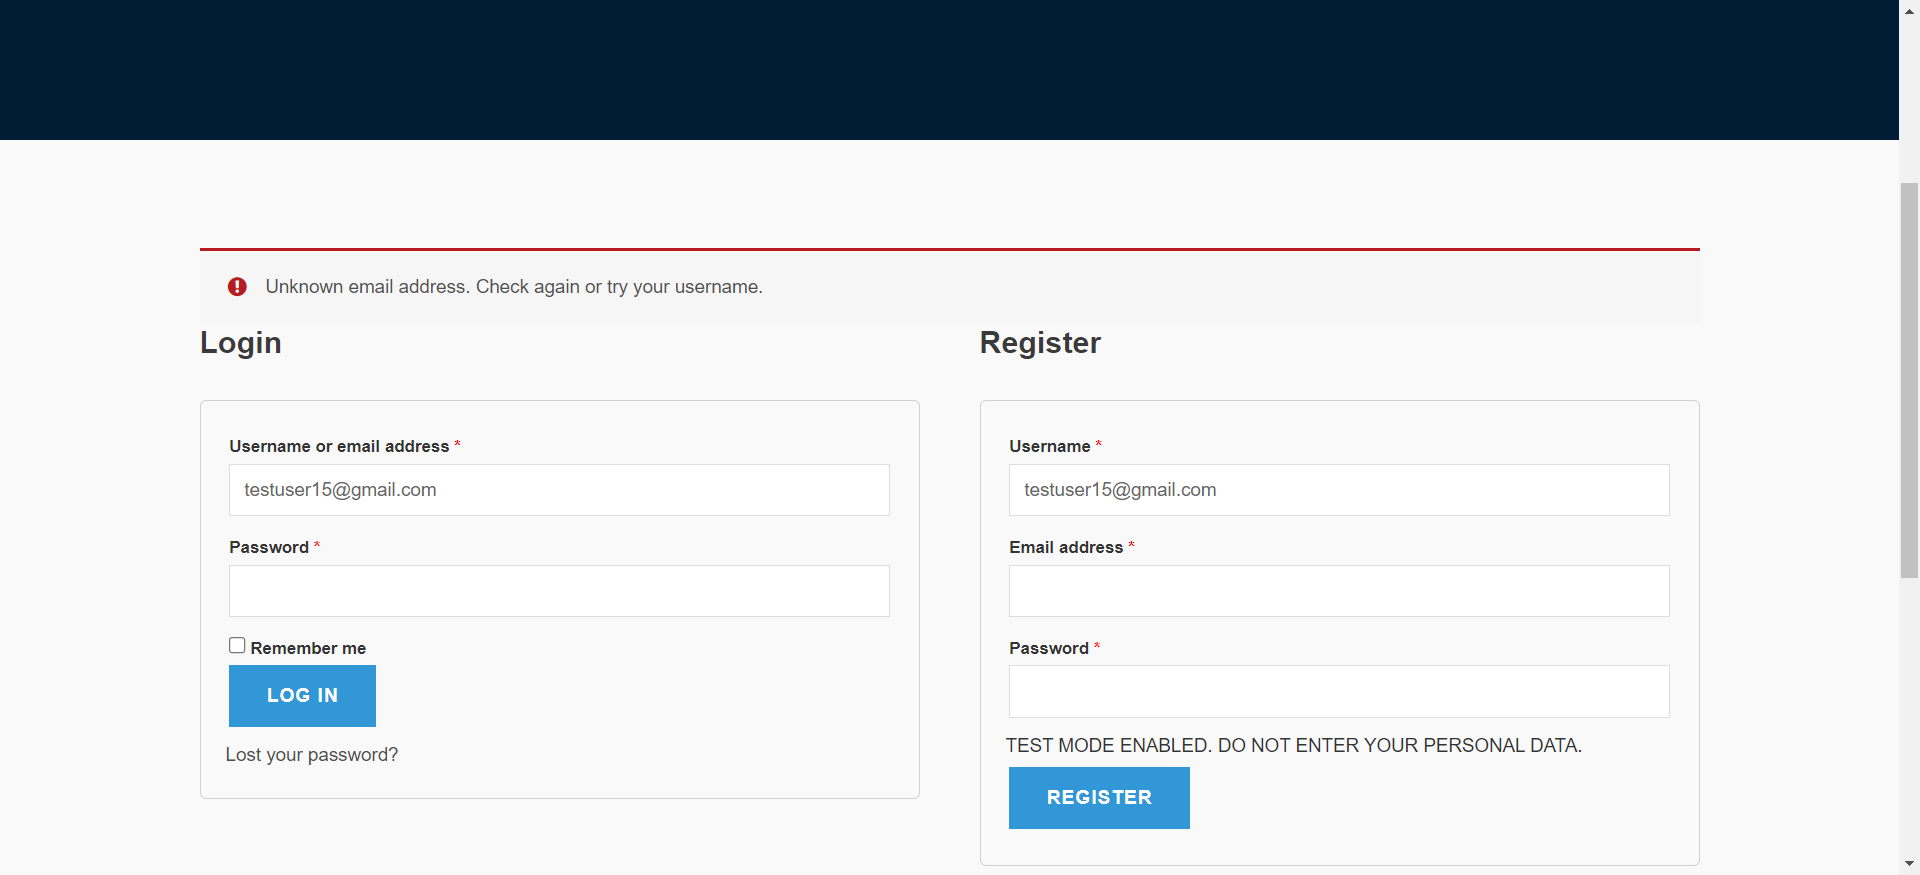 Unknown email address. Check again or try your username.
Login
Username or email address *
testuser15@gmail.com
Password *
Remember me
LOG IN
Lost your password?
Register
Username *
testuser15@gmail.com
Email address *
Password *
TEST MODE ENABLED. DO NOT ENTER YOUR PERSONAL DATA.
REGISTER